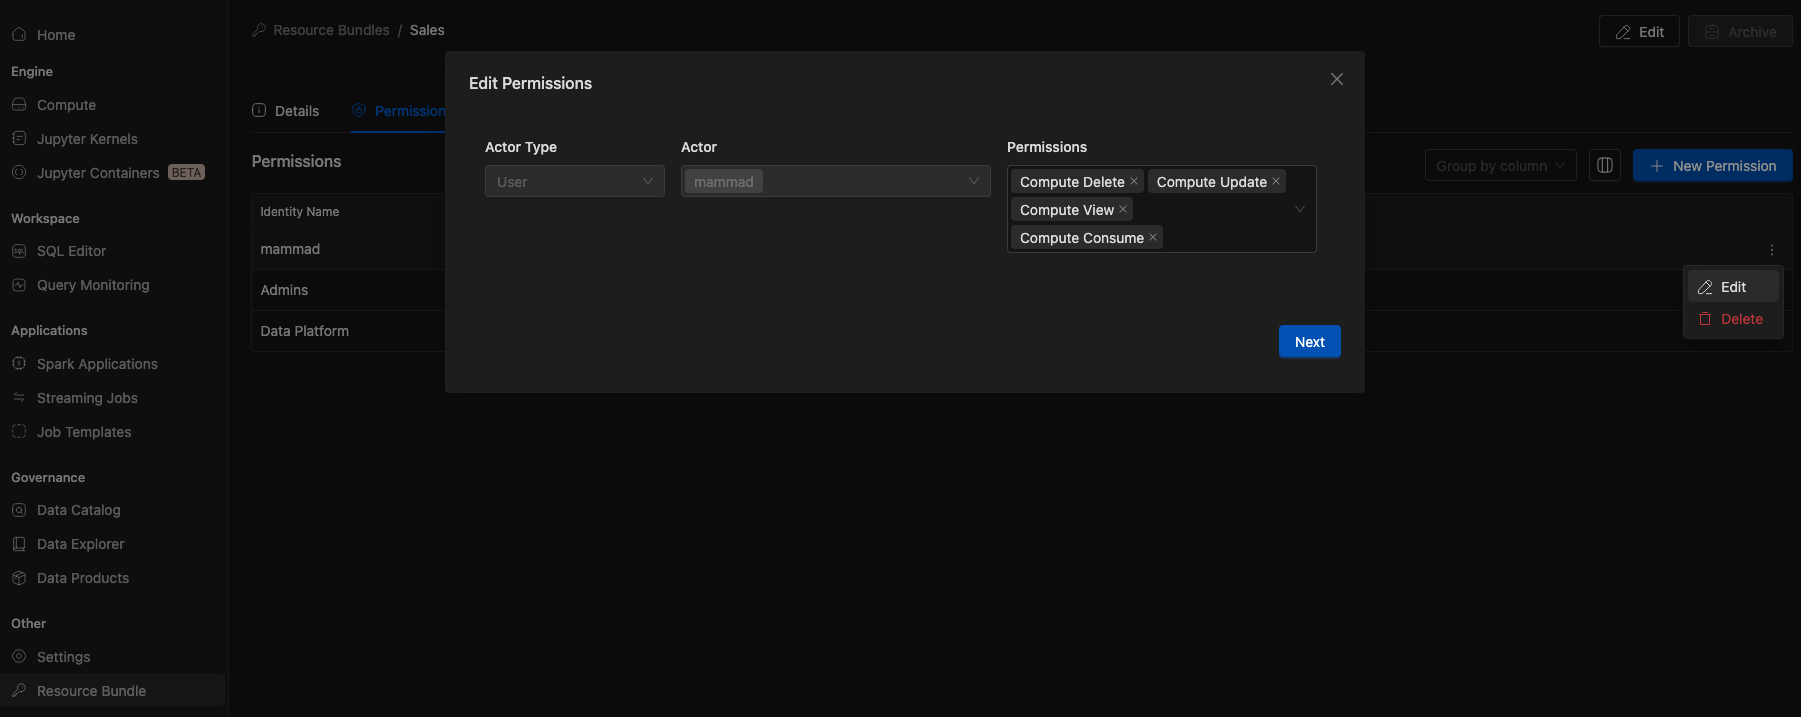 Home
Engine
Compute
Jupyter Kernels
Jupyter Containers BETA
Workspace
SQL Editor
Query Monitoring
Applications
Spark Applications
Streaming Jobs
Job Templates
Governance
Data Catalog
Data Explorer
Data Products
Other
Settings
Resource Bundle
Resource Bundles / Sales
Edit
Archive
Details
Permission
Permissions
Group by column
New Permission
Identity Name
mammad
Admins
Data Platform
Edit
Delete
Edit Permissions
Actor Type
User
Actor
mammad
Permissions
Compute Delete
Compute Update
Compute View
Compute Consume
Next